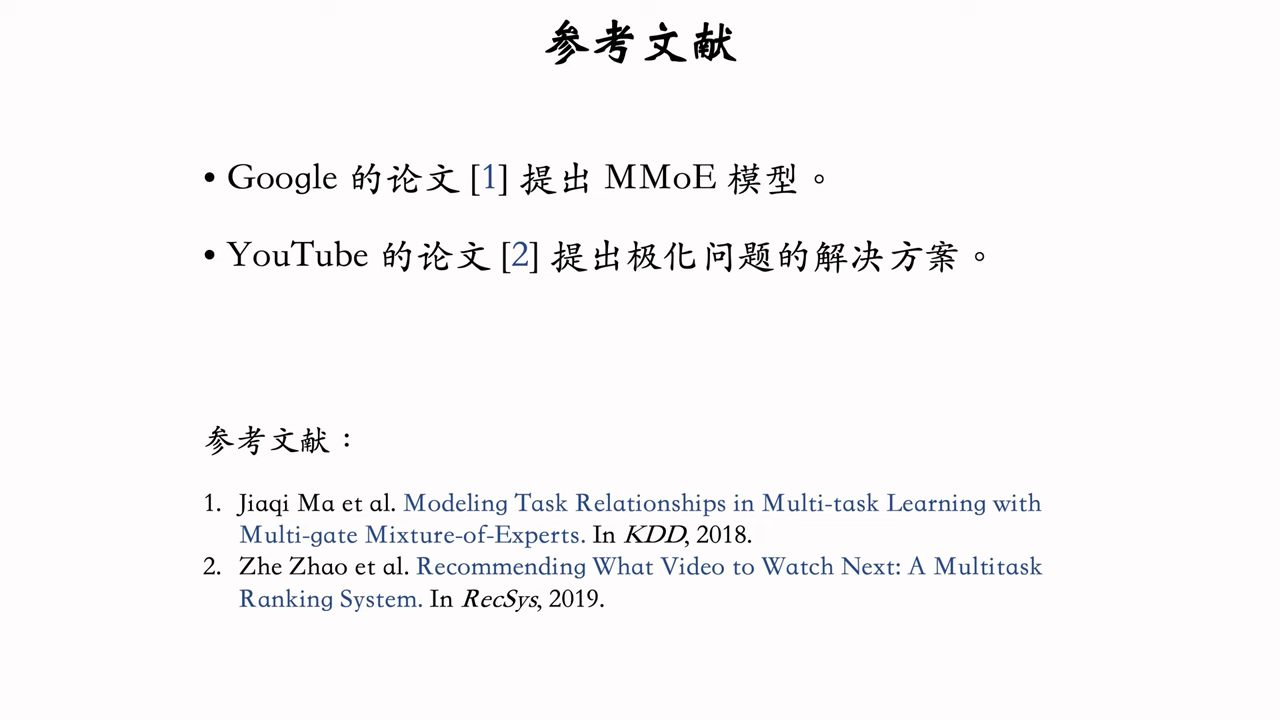 参考文献
• Google 的论文 [1] 提出 MMoE 模型。
• YouTube 的论文 [2] 提出极化问题的解决方案。
参考文献：
1. Jiaqi Ma et al. Modeling Task Relationships in Multi-task Learning with
Multi-gate Mixture-of-Experts. In KDD, 2018.
2. Zhe Zhao et al. Recommending What Video to Watch Next: A Multitask
Ranking System. In RecSys, 2019.